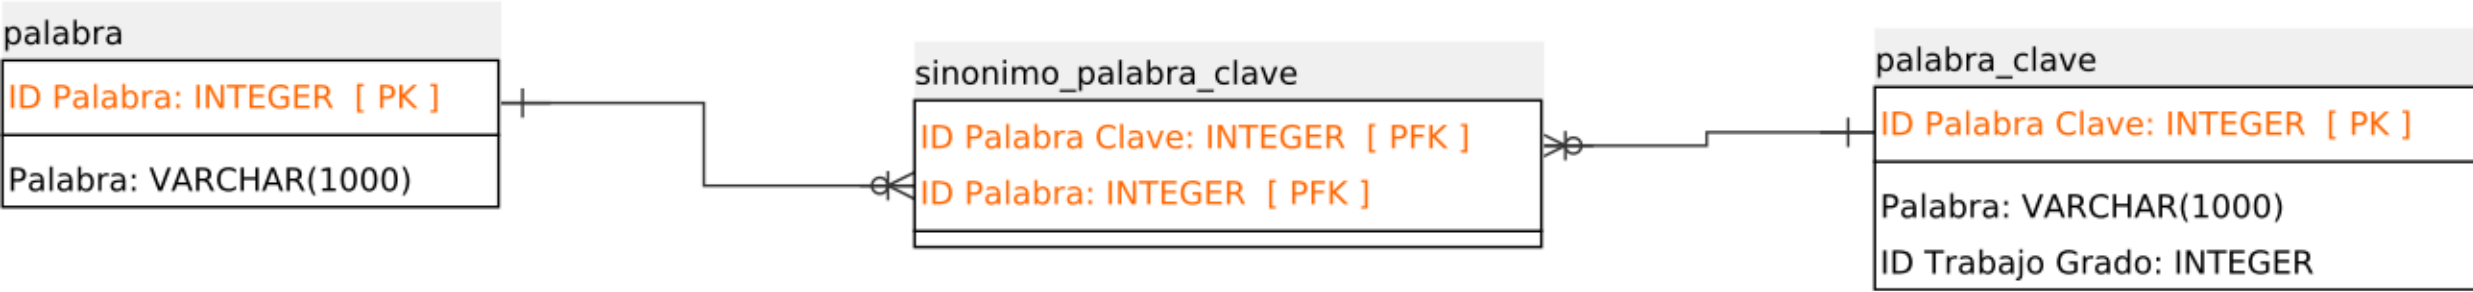 palabra
ID Palabra: INTEGER [ PK ]
Palabra: VARCHAR(1000)
sinonimo_palabra_clave
ID Palabra Clave: INTEGER [ PFK ]
ID Palabra: INTEGER [ PFK ]
palabra_clave
ID Palabra Clave: INTEGER [ PK ]
Palabra: VARCHAR(1000)
ID Trabajo Grado: INTEGER